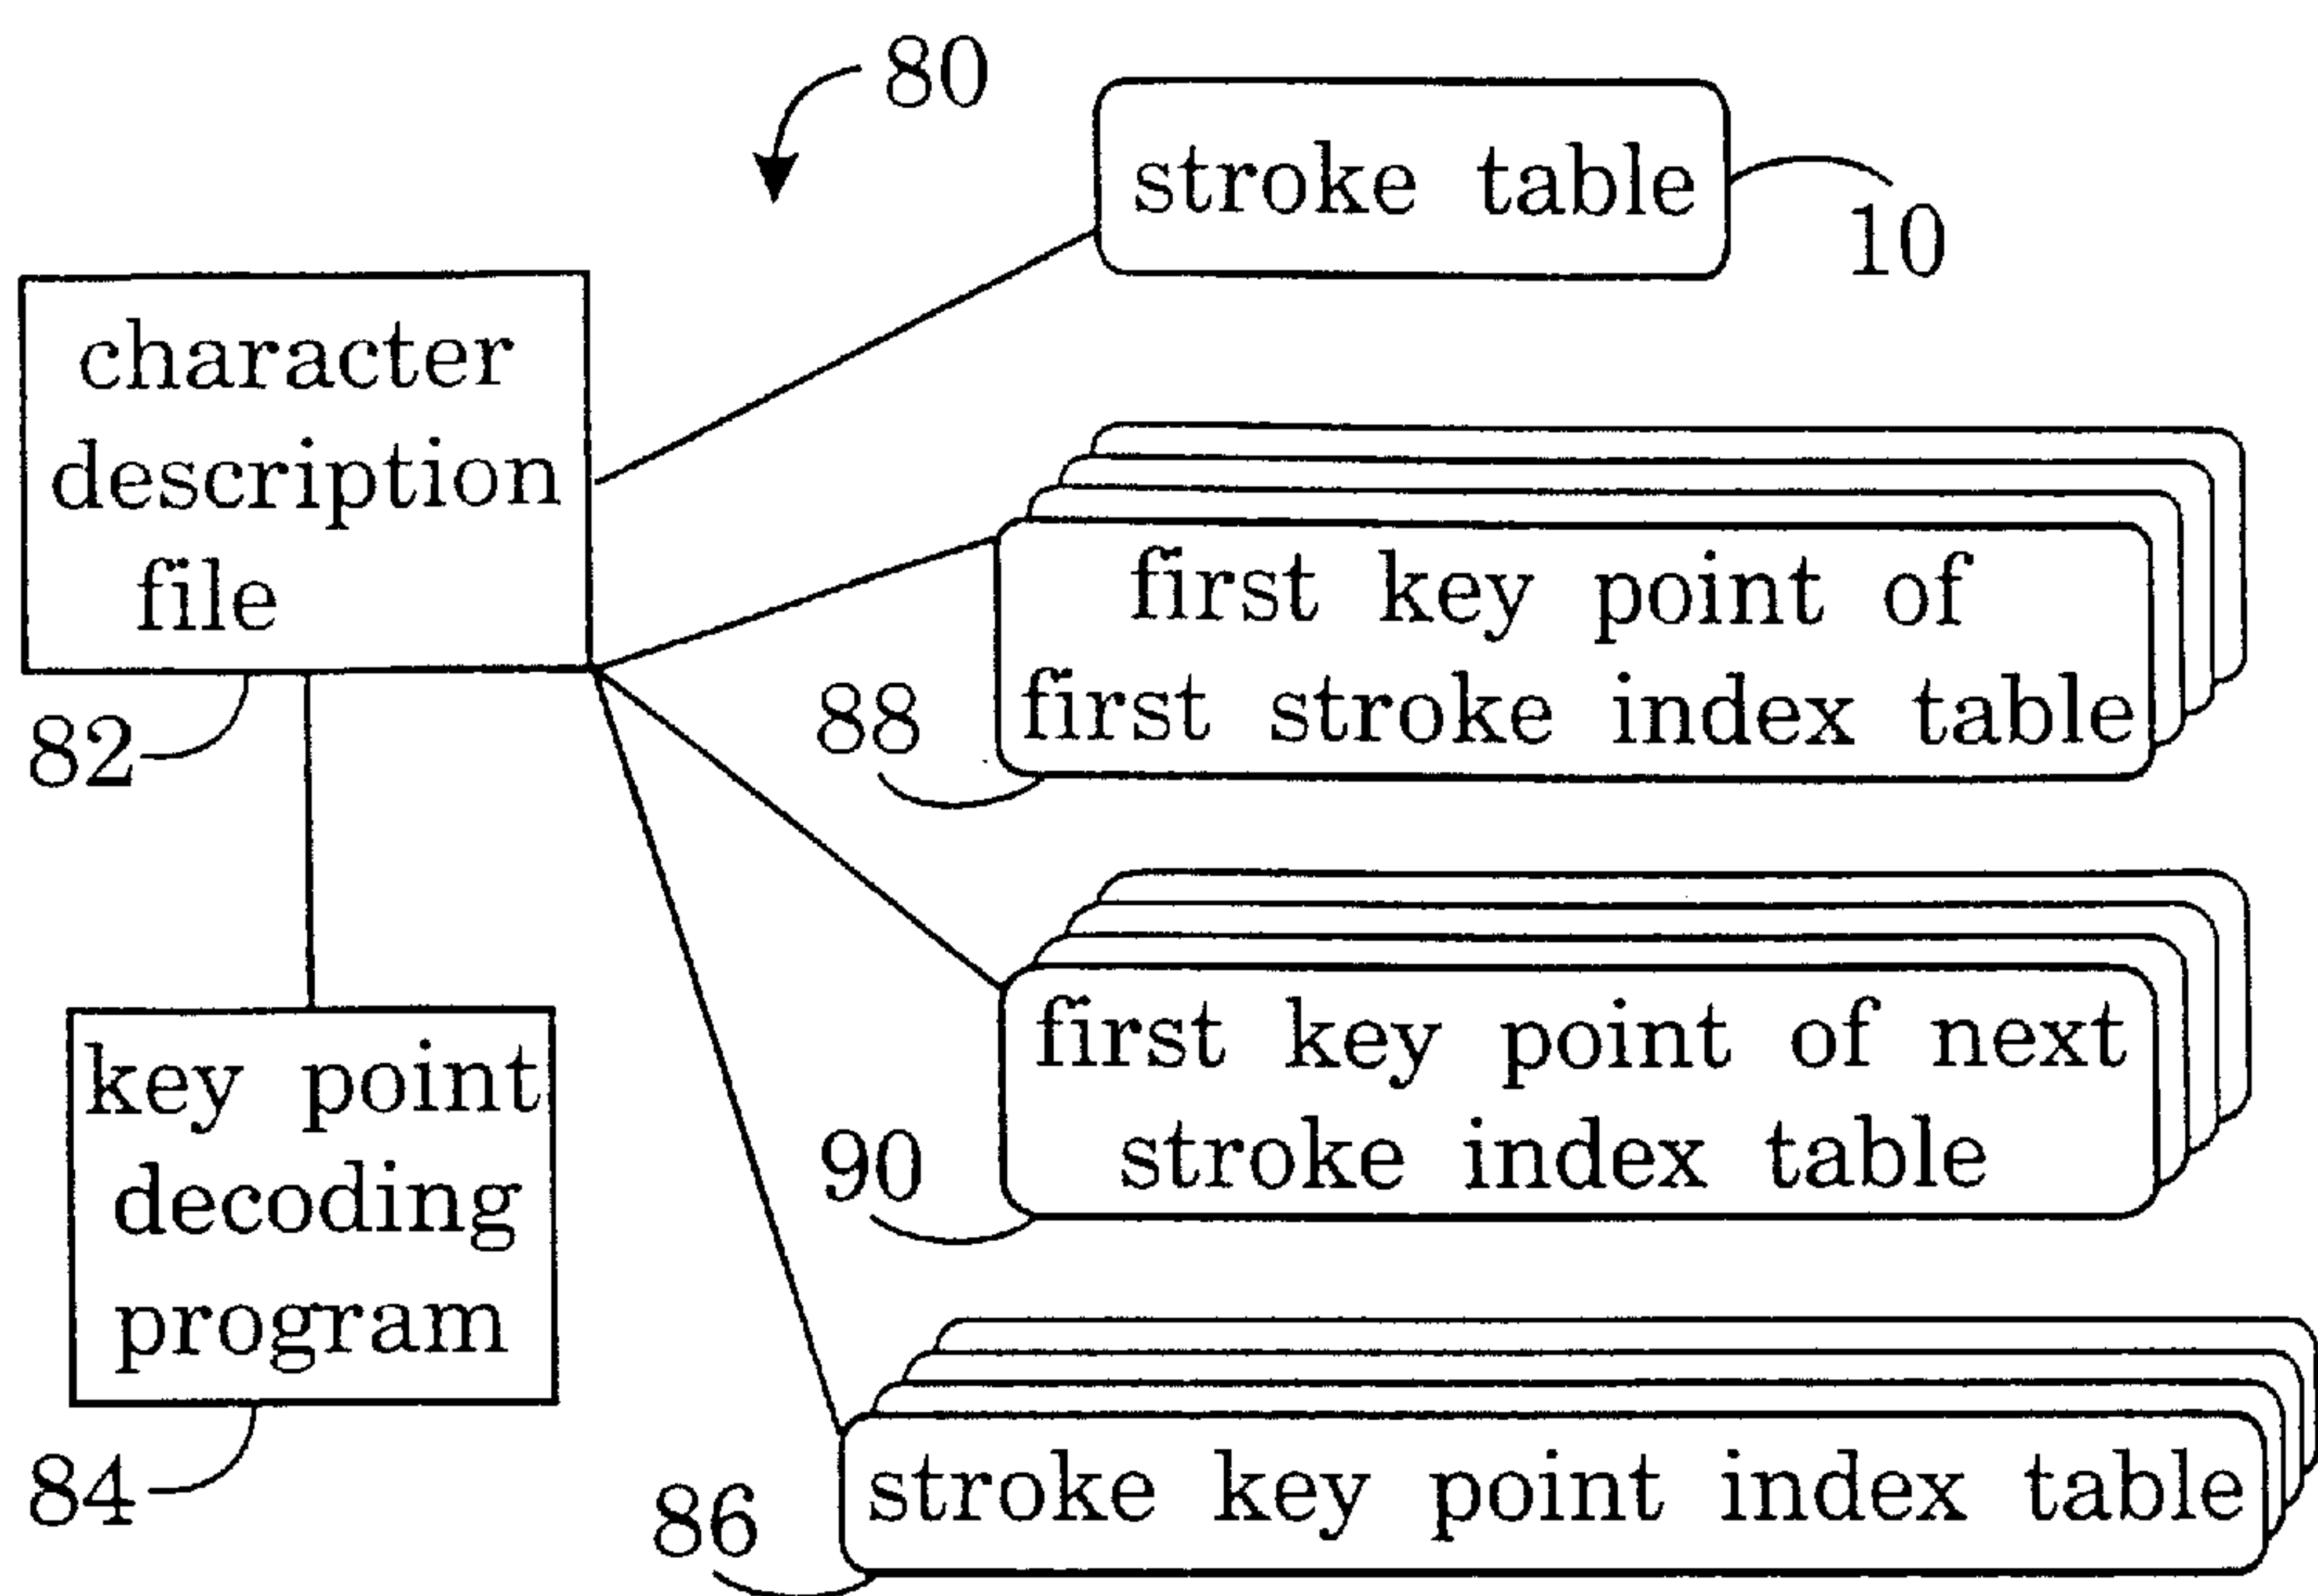 80
stroke table
10
character
description
file
82
first key point of
first stroke index table
88
key point
decoding
program
84
first key point of next
stroke index table
90
stroke key point index table
86